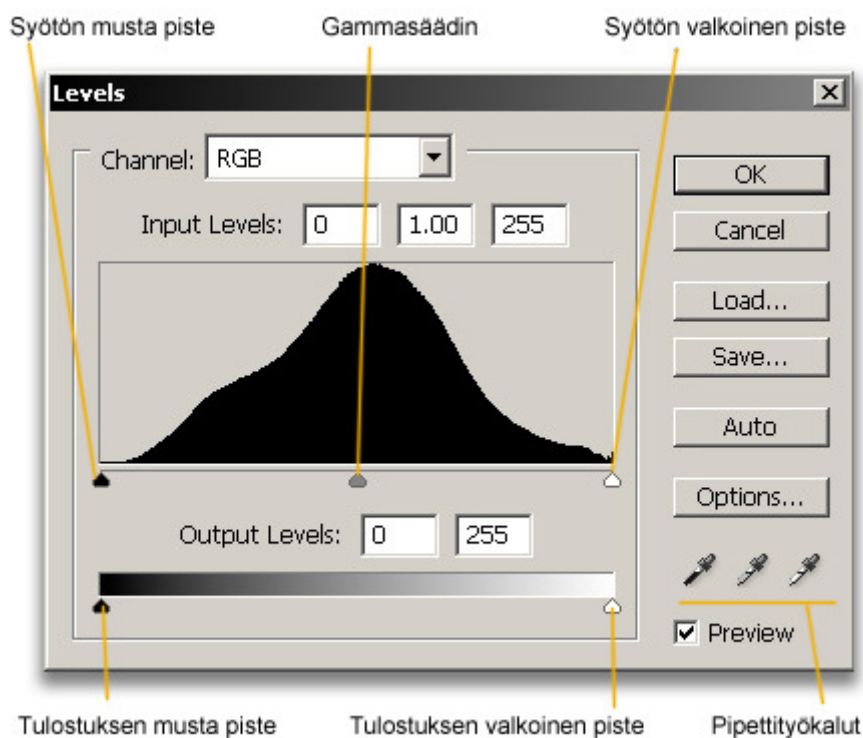 Syötön musta piste
Gammasäädin
Syötön valkoinen piste
Levels
Channel: RGB
OK
Input Levels: 0 1.00 255
Cancel
Load...
Save...
Auto
Options...
Output Levels: 0 255
Preview
Tulostuksen musta piste
Tulostuksen valkoinen piste
Pipettityökalut